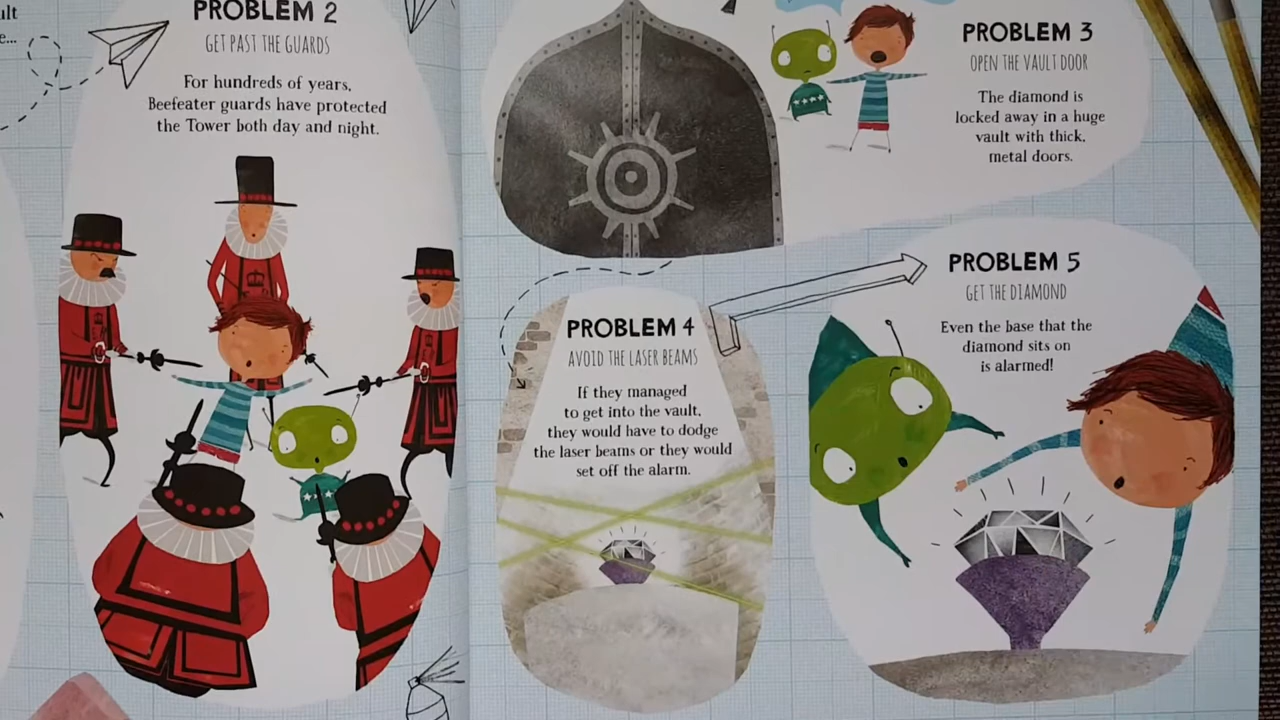 PROBLEM 2
GET PAST THE GUARDS
For hundreds of years,
Beefeater guards have protected
the Tower both day and night.
PROBLEM 3
OPEN THE VAULT DOOR
The diamond is
locked away in a huge
vault with thick,
metal doors.
PROBLEM 4
AVOID THE LASER BEAMS
If they managed
to get into the vault,
they would have to dodge
the laser beams or they would
set off the alarm.
PROBLEM 5
GET THE DIAMOND
Even the base that the
diamond sits on
is alarmed!